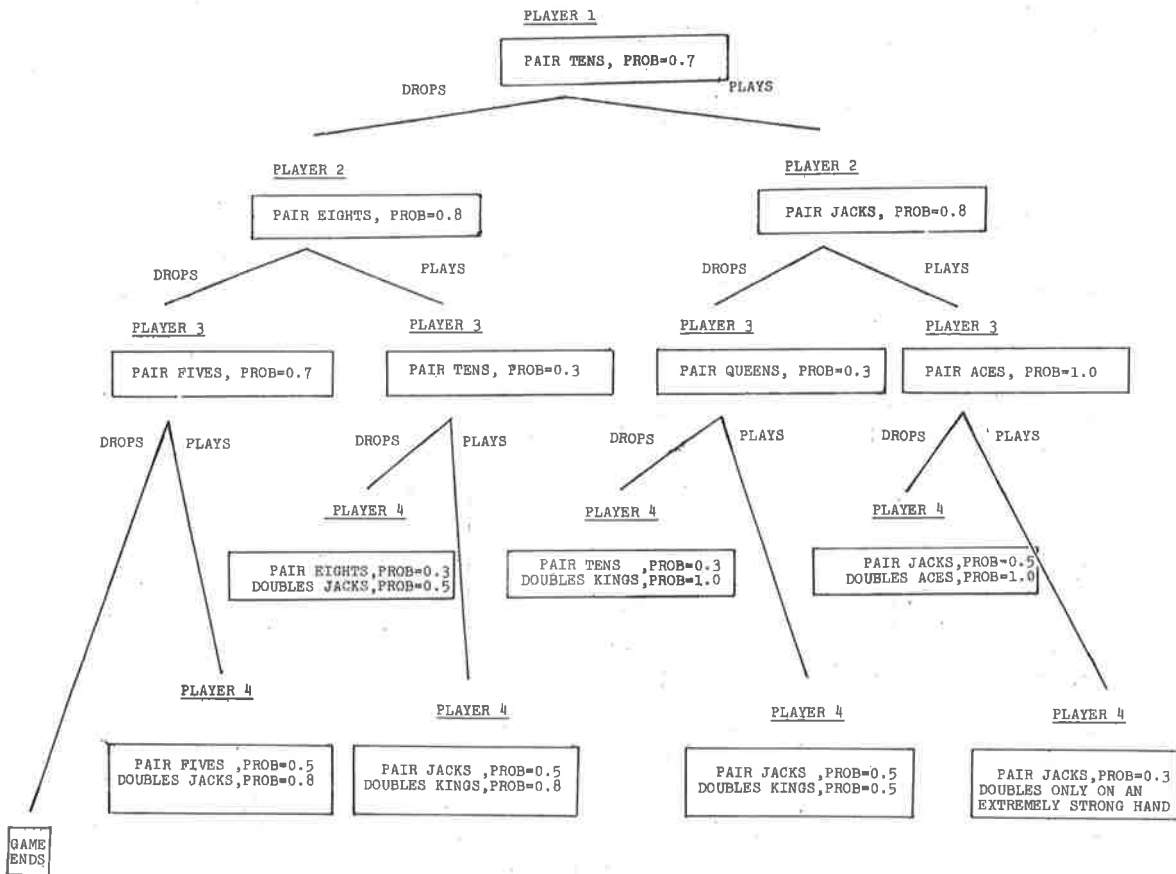 PLAYER 1
PAIR TENS, PROB=0.7
DROPS
PLAYS
PLAYER 2
PLAYER 2
PAIR EIGHTS, PROB=0.8
PAIR JACKS, PROB=0.8
DROPS
PLAYS
DROPS
PLAYS
PLAYER 3
PLAYER 3
PLAYER 3
PLAYER 3
PAIR FIVES, PROB=0.7
PAIR TENS, PROB=0.3
PAIR QUEENS, PROB=0.3
PAIR ACES, PROB=1.0
DROPS
PLAYS
DROPS
PLAYS
DROPS
PLAYS
DROPS
PLAYS
PLAYER 4
PAIR EIGHTS,PROB=0.3
DOUBLES JACKS,PROB=0.5
PLAYER 4
PAIR TENS ,PROB=0.3
DOUBLES KINGS,PROB=1.0
PLAYER 4
PAIR JACKS,PROB=0.5
DOUBLES ACES,PROB=1.0
PLAYER 4
PAIR FIVES ,PROB=0.5
DOUBLES JACKS,PROB=0.8
PLAYER 4
PAIR JACKS ,PROB=0.5
DOUBLES KINGS,PROB=0.8
PLAYER 4
PAIR JACKS ,PROB=0.5
DOUBLES KINGS,PROB=0.5
PLAYER 4
PAIR JACKS,PROB=0.3
DOUBLES ONLY ON AN
EXTREMELY STRONG HAND
GAME
ENDS